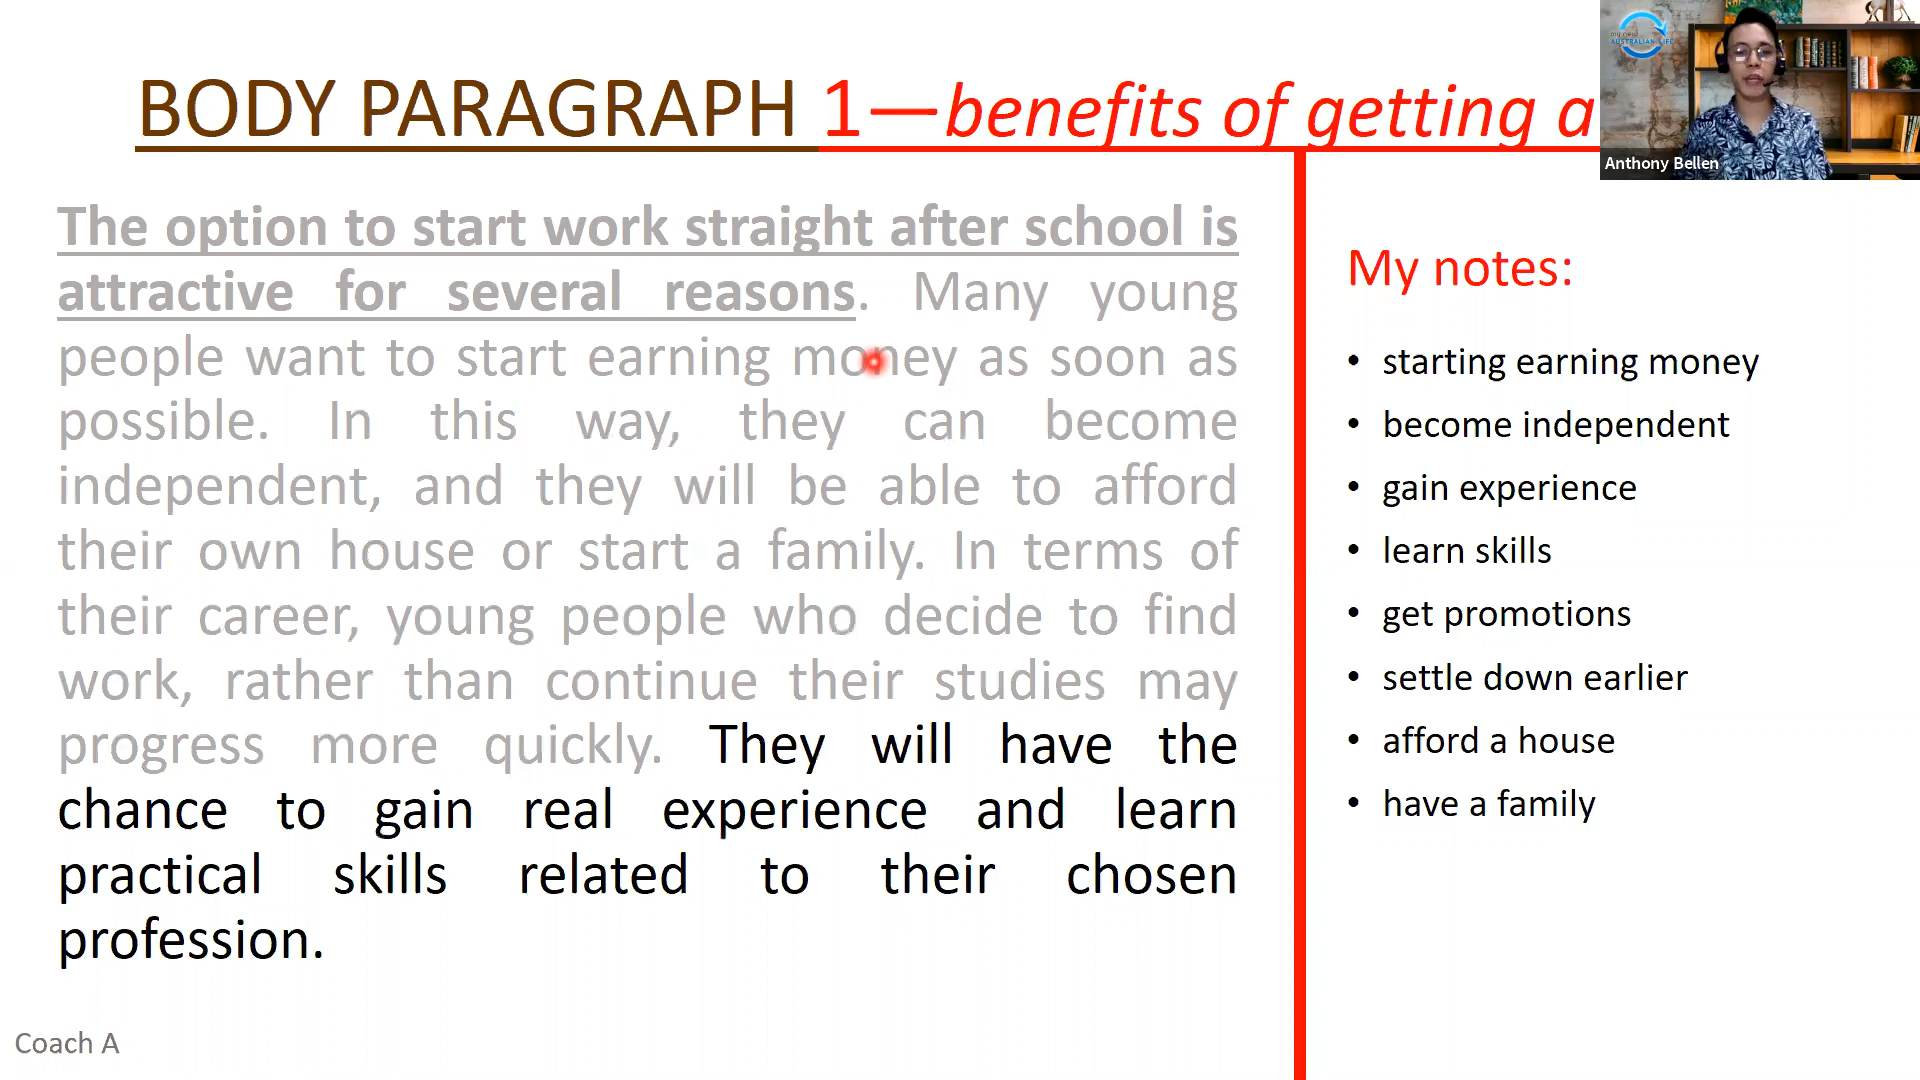 BODY PARAGRAPH 1—benefits of getting a
my new
AUSTRALIAN LIFE
Anthony Bellen
The option to start work straight after school is
attractive for several reasons. Many young
people want to start earning money as soon as
possible. In this way, they can become
independent, and they will be able to afford
their own house or start a family. In terms of
their career, young people who decide to find
work, rather than continue their studies may
progress more quickly. They will have the
chance to gain real experience and learn
practical skills related to their chosen
profession.
My notes:
• starting earning money
• become independent
• gain experience
• learn skills
• get promotions
• settle down earlier
• afford a house
• have a family
Coach A